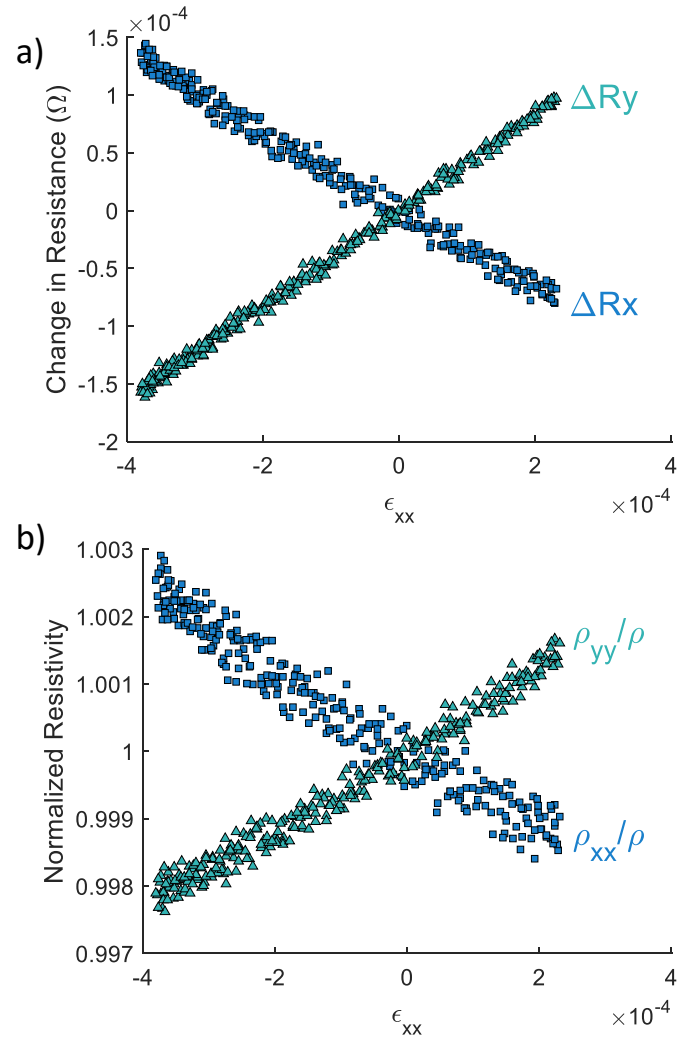 a)
×10⁻⁴
Change in Resistance (Ω)
1.5
1
0.5
0
-0.5
-1
-1.5
-2
ΔRy
ΔRx
-4 -2 0 2 4
ϵxx
×10⁻⁴
b)
Normalized Resistivity
1.003
1.002
1.001
1
0.999
0.998
0.997
ρyy/ρ
ρxx/ρ
-4 -2 0 2 4
ϵxx
×10⁻⁴